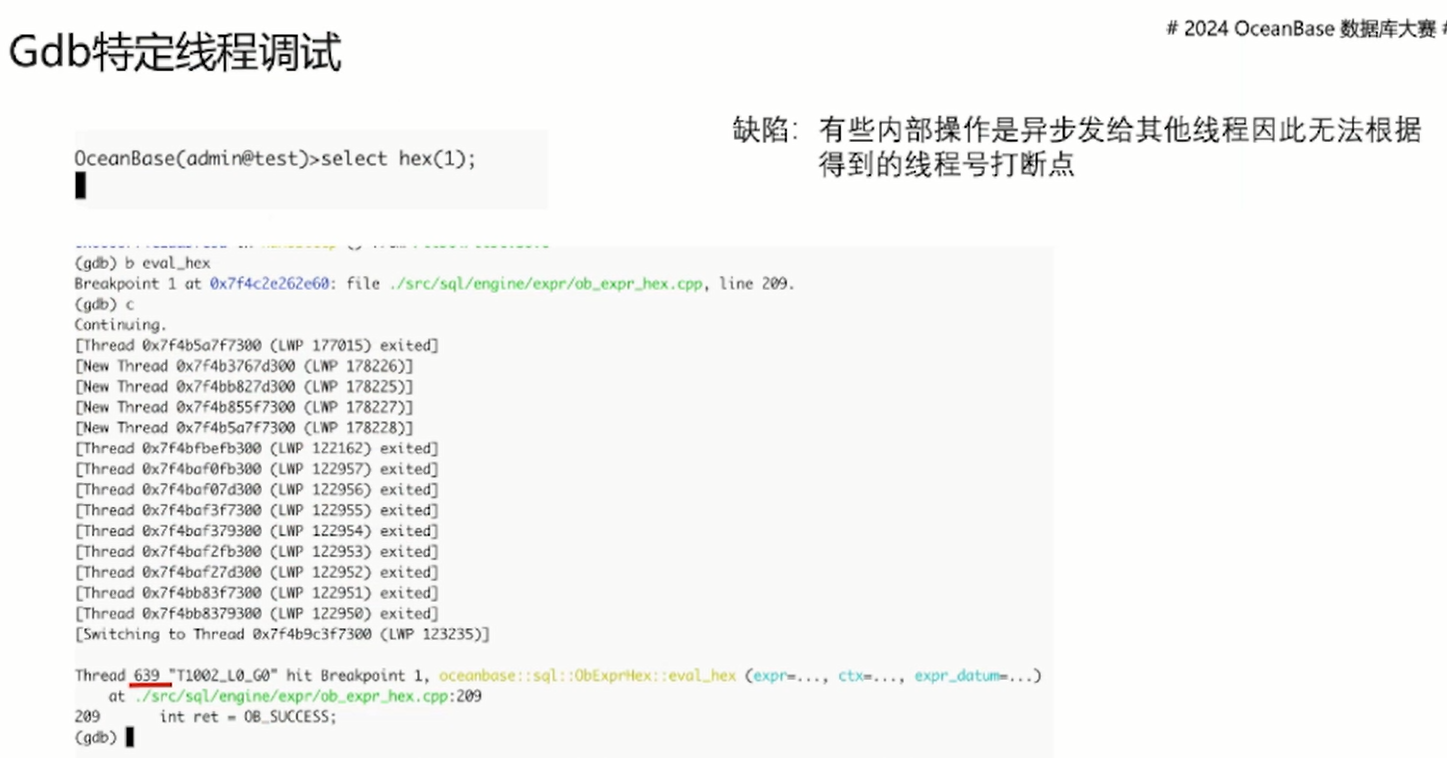 # 2024 OceanBase 数据库大赛 #
Gdb特定线程调试
缺陷：有些内部操作是异步发给其他线程因此无法根据
得到的线程号打断点
OceanBase(admin@test)>select hex(1);
(gdb) b eval_hex
Breakpoint 1 at 0x7f4c2e262e60: file ./src/sql/engine/expr/ob_expr_hex.cpp, line 209.
(gdb) c
Continuing.
[Thread 0x7f4b5a7f7300 (LWP 177015) exited]
[New Thread 0x7f4b3767d300 (LWP 178226)]
[New Thread 0x7f4bb827d300 (LWP 178225)]
[New Thread 0x7f4b855f7300 (LWP 178227)]
[New Thread 0x7f4b5a7f7300 (LWP 178228)]
[Thread 0x7f4bfbefb300 (LWP 122162) exited]
[Thread 0x7f4baf0fb300 (LWP 122957) exited]
[Thread 0x7f4baf07d300 (LWP 122956) exited]
[Thread 0x7f4baf3f7300 (LWP 122955) exited]
[Thread 0x7f4baf379300 (LWP 122954) exited]
[Thread 0x7f4baf2fb300 (LWP 122953) exited]
[Thread 0x7f4baf27d300 (LWP 122952) exited]
[Thread 0x7f4bb83f7300 (LWP 122951) exited]
[Thread 0x7f4bb8379300 (LWP 122950) exited]
[Switching to Thread 0x7f4b9c3f7300 (LWP 123235)]
Thread 639 "T1002_L0_G0" hit Breakpoint 1, oceanbase::sql::ObExprHex::eval_hex (expr=..., ctx=..., expr_datum=...)
at ./src/sql/engine/expr/ob_expr_hex.cpp:209
209 int ret = OB_SUCCESS;
(gdb)